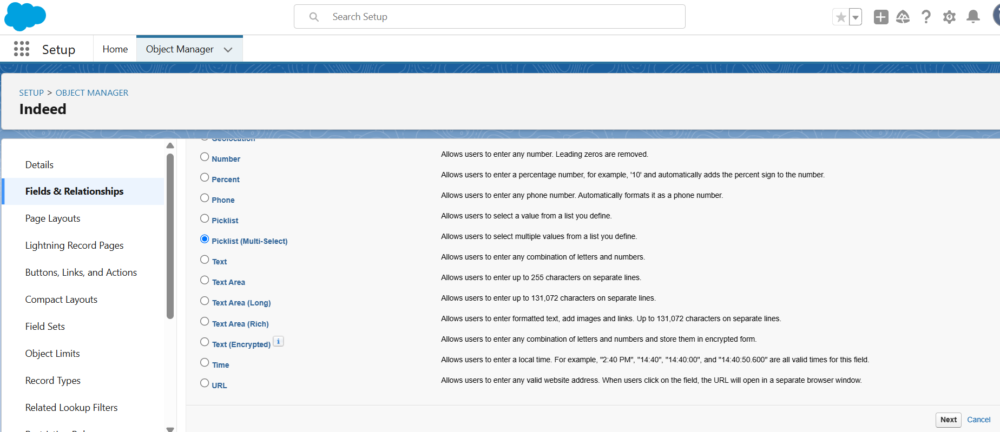 Search Setup
Setup
Home
Object Manager
SETUP > OBJECT MANAGER
Indeed
Details
Fields & Relationships
Page Layouts
Lightning Record Pages
Buttons, Links, and Actions
Compact Layouts
Field Sets
Object Limits
Record Types
Related Lookup Filters
Geolocation
Number Allows users to enter any number. Leading zeros are removed.
Percent Allows users to enter a percentage number, for example, '10' and automatically adds the percent sign to the number.
Phone Allows users to enter any phone number. Automatically formats it as a phone number.
Picklist Allows users to select a value from a list you define.
Picklist (Multi-Select) Allows users to select multiple values from a list you define.
Text Allows users to enter any combination of letters and numbers.
Text Area Allows users to enter up to 255 characters on separate lines.
Text Area (Long) Allows users to enter up to 131,072 characters on separate lines.
Text Area (Rich) Allows users to enter formatted text, add images and links. Up to 131,072 characters on separate lines.
Text (Encrypted) i Allows users to enter any combination of letters and numbers and store them in encrypted form.
Time Allows users to enter a local time. For example, "2:40 PM", "14:40", "14:40:00", and "14:40:50.600" are all valid times for this field.
URL Allows users to enter any valid website address. When users click on the field, the URL will open in a separate browser window.
Next Cancel